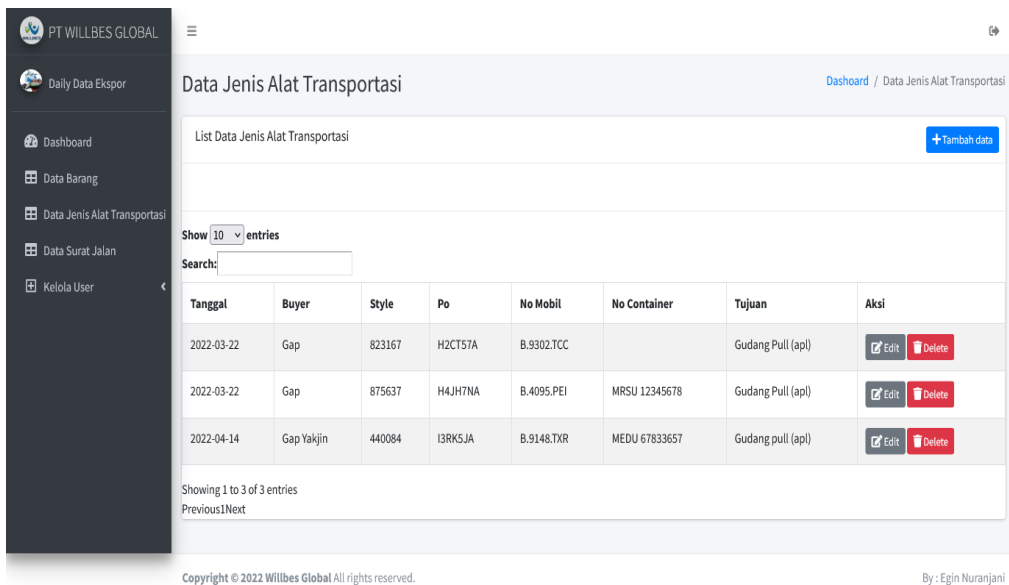 PT WILLBES GLOBAL
Daily Data Ekspor
Dashboard
Data Barang
Data Jenis Alat Transportasi
Data Surat Jalan
Kelola User
Data Jenis Alat Transportasi
Dashoard / Data Jenis Alat Transportasi
List Data Jenis Alat Transportasi
Tambah data
Show 10 entries
Search:
Tanggal Buyer Style Po No Mobil No Container Tujuan Aksi
2022-03-22 Gap 823167 H2CT57A B.9302.TCC Gudang Pull (apl) Edit Delete
2022-03-22 Gap 875637 H4JH7NA B.4095.PEI MRSU 12345678 Gudang Pull (apl) Edit Delete
2022-04-14 Gap Yakjin 440084 I3RK5JA B.9148.TXR MEDU 67833657 Gudang pull (apl) Edit Delete
Showing 1 to 3 of 3 entries
Previous1Next
Copyright © 2022 Willbes Global All rights reserved.
By : Egin Nuranjani